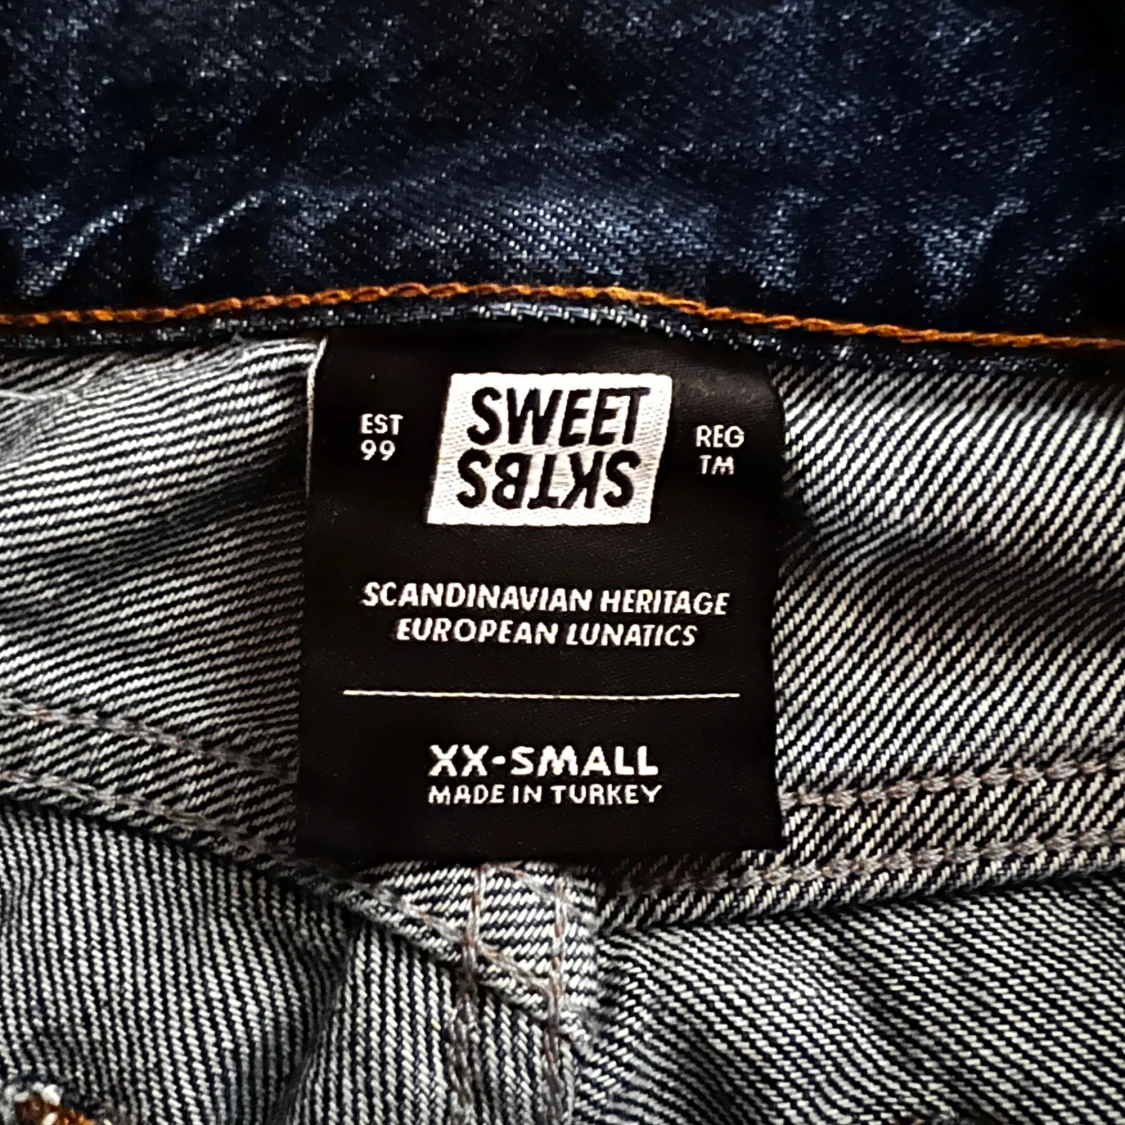 EST
99
SWEET
SKTBS
REG
TM
SCANDINAVIAN HERITAGE
EUROPEAN LUNATICS
XX-SMALL
MADE IN TURKEY